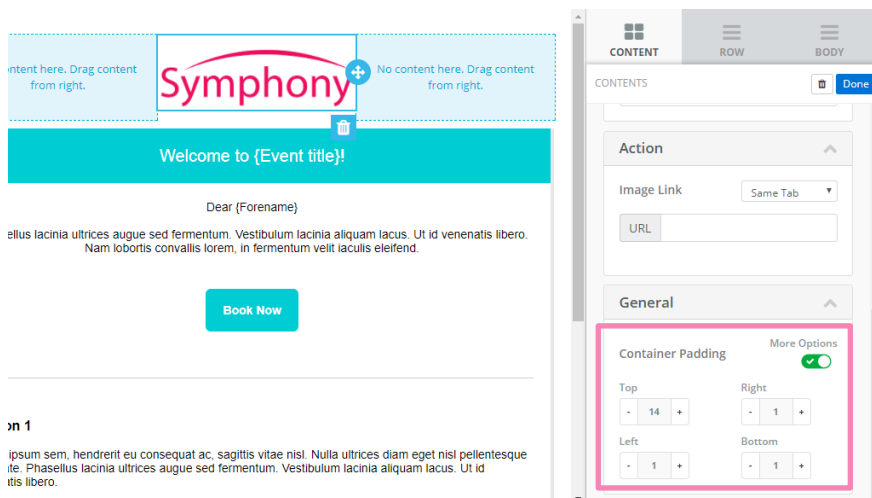 No content here. Drag content
from right.
Symphony
No content here. Drag content
from right.
Welcome to {Event title}!
Dear {Forename}
ellus lacinia ultrices augue sed fermentum. Vestibulum lacinia aliquam lacus. Ut id venenatis libero.
Nam lobortis convallis lorem, in fermentum velit iaculis eleifend.
Book Now
on 1
ipsum sem, hendrerit eu consequat ac, sagittis vitae nisl. Nulla ultrices diam eget nisl pellentesque
te. Phasellus lacinia ultrices augue sed fermentum. Vestibulum lacinia aliquam lacus. Ut id
tis libero.
CONTENT
ROW
BODY
CONTENTS
Done
Action
Image Link
Same Tab
URL
General
Container Padding
More Options
Top
Right
- 14 +
- 1 +
Left
Bottom
- 1 +
- 1 +